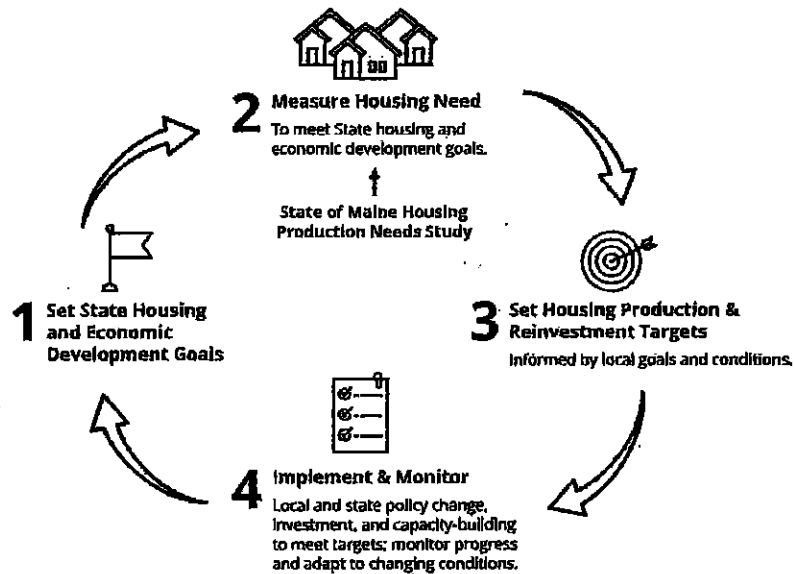 2 Measure Housing Need
To meet State housing and
economic development goals.
State of Maine Housing
Production Needs Study
1 Set State Housing
and Economic
Development Goals
3 Set Housing Production &
Reinvestment Targets
Informed by local goals and conditions.
4 Implement & Monitor
Local and state policy change,
investment, and capacity-building
to meet targets; monitor progress
and adapt to changing conditions.